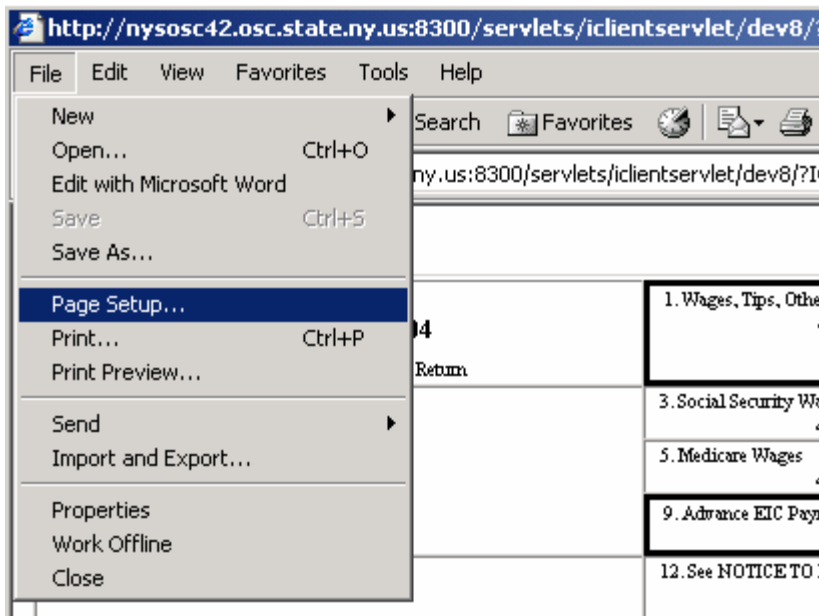 http://nysosc42.osc.state.ny.us:8300/servlets/iclientservlet/dev8/?
File Edit View Favorites Tools Help
New
Search Favorites
Open... Ctrl+O
ny.us:8300/servlets/iclientservlet/dev8/?I
Edit with Microsoft Word
Save Ctrl+S
Save As...
Page Setup...
1. Wages, Tips, Othe
Print... Ctrl+P
04
Print Preview...
Return
3. Social Security Wa
Send
Import and Export...
5. Medicare Wages
Properties
9. Advance EIC Payn
Work Offline
Close
12. See NOTICE TO